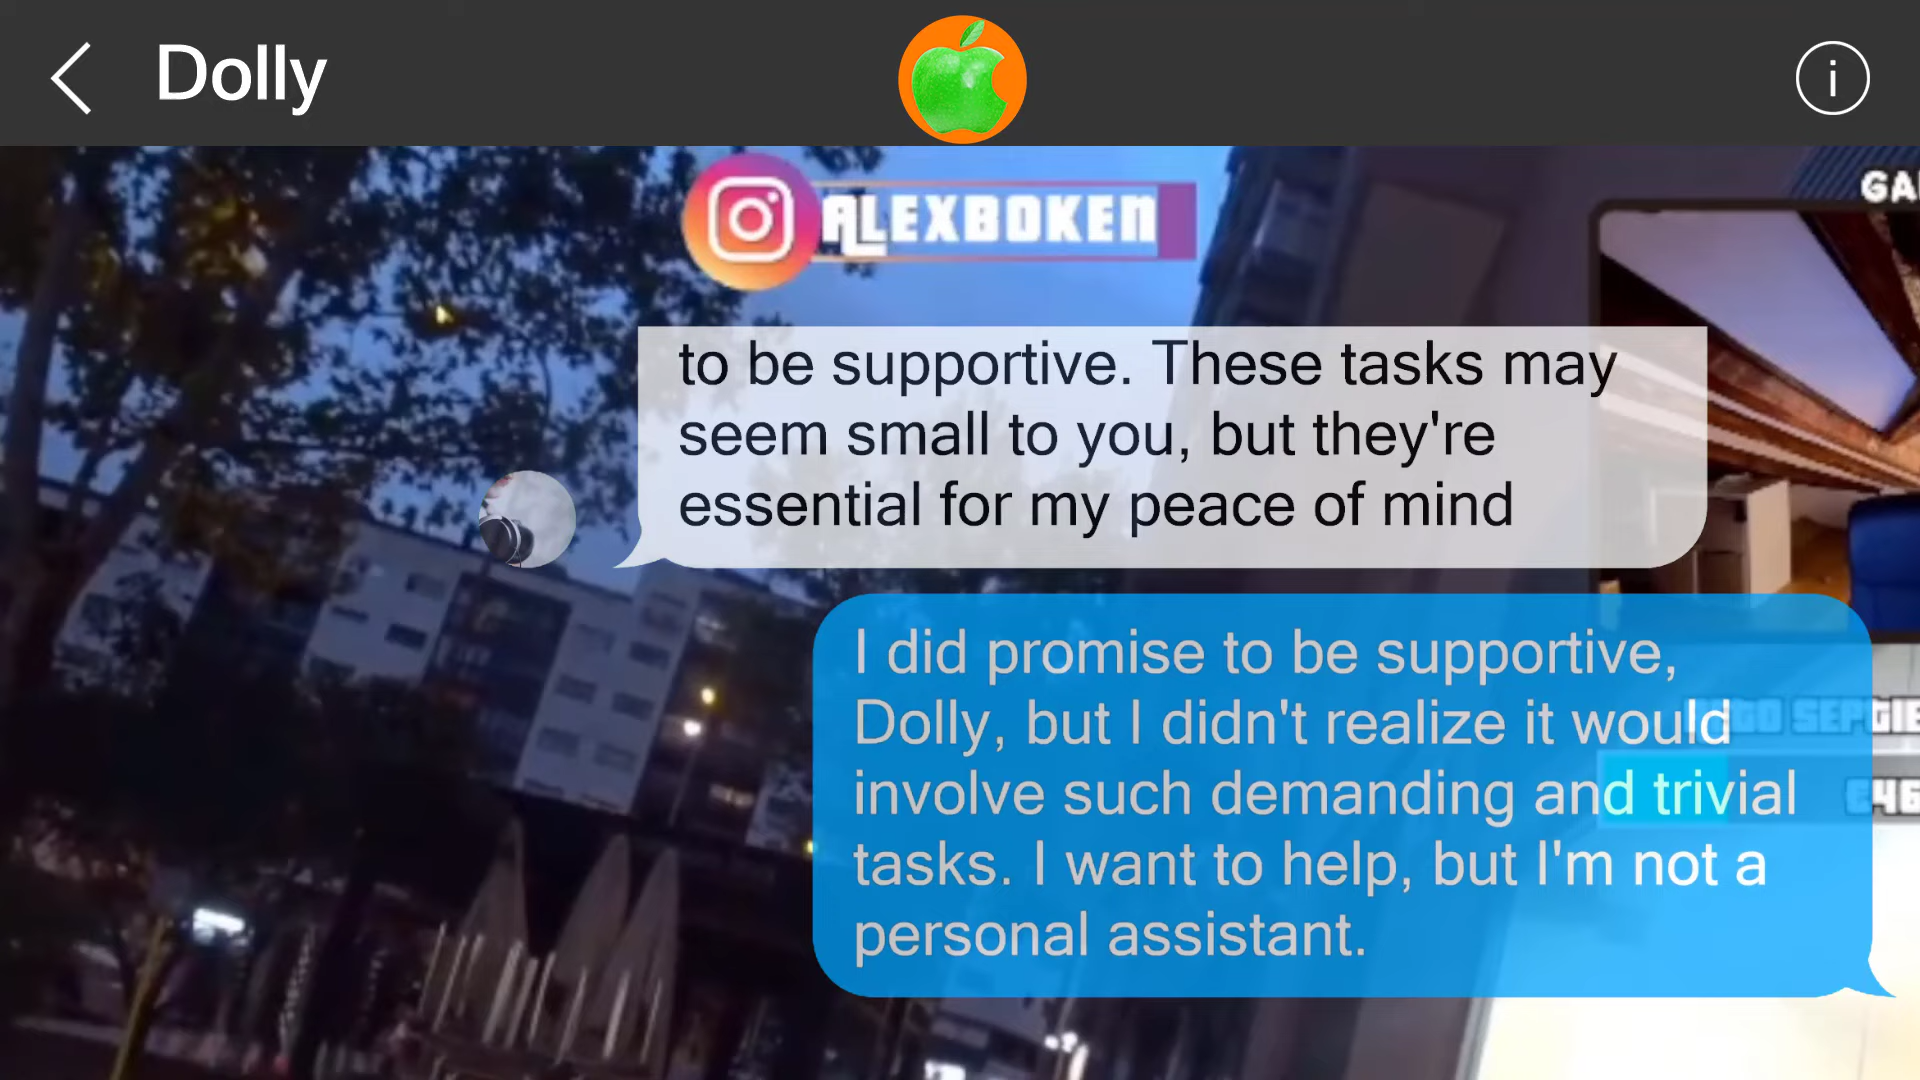 Dolly
i
ALEXBOKEN
GA
to be supportive. These tasks may
seem small to you, but they're
essential for my peace of mind
I did promise to be supportive,
Dolly, but I didn't realize it would
involve such demanding and trivial
tasks. I want to help, but I'm not a
personal assistant.